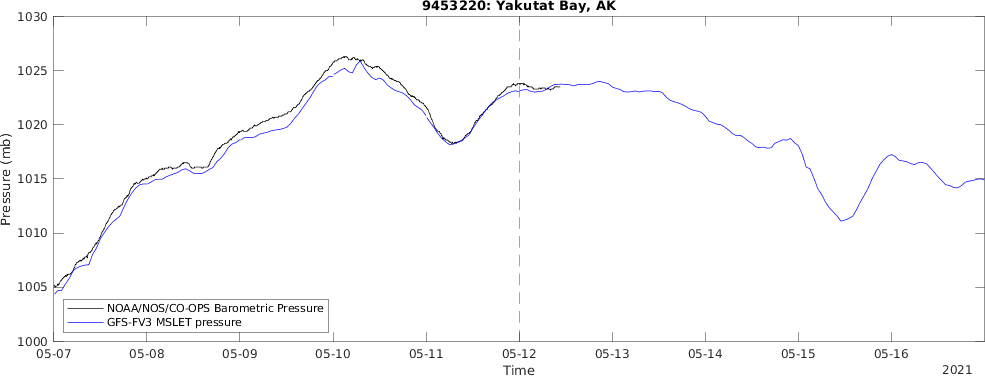 9453220: Yakutat Bay, AK
1030
1025
1020
1015
1010
1005
1000
Pressure (mb)
NOAA/NOS/CO-OPS Barometric Pressure
GFS-FV3 MSLET pressure
05-07 05-08 05-09 05-10 05-11 05-12 05-13 05-14 05-15 05-16
Time
2021